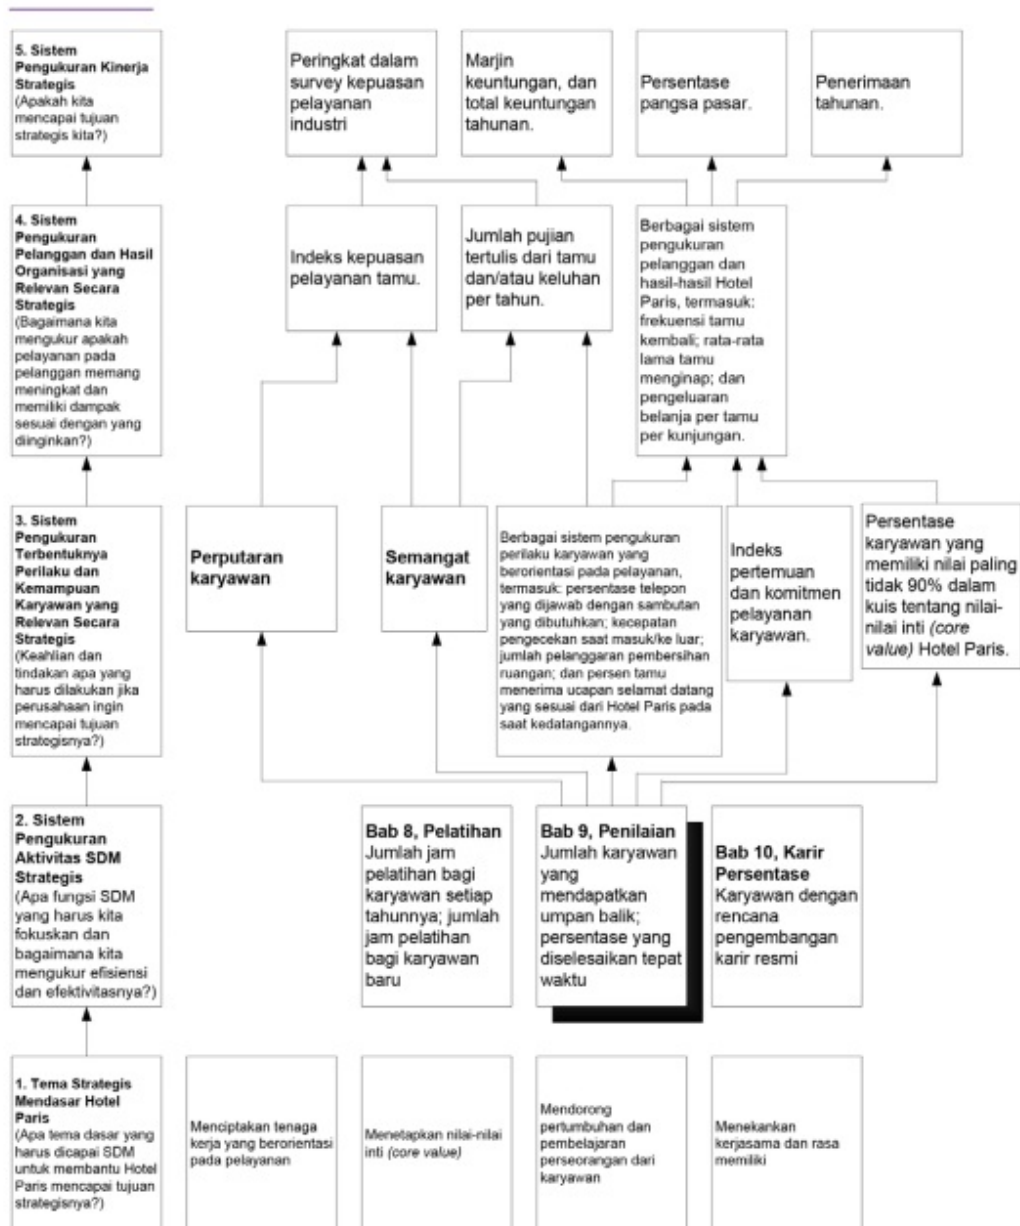 5. Sistem
Pengukuran Kinerja
Strategis
(Apakah kita
mencapai tujuan
strategis kita?)
Peringkat dalam
survey kepuasan
pelayanan
industri
Marjin
keuntungan, dan
total keuntungan
tahunan.
Persentase
pangsa pasar.
Penerimaan
tahunan.
4. Sistem
Pengukuran
Pelanggan dan Hasil
Organisasi yang
Relevan Secara
Strategis
(Bagaimana kita
mengukur apakah
pelayanan pada
pelanggan memang
meningkat dan
memiliki dampak
sesuai dengan yang
diinginkan?)
Indeks kepuasan
pelayanan tamu.
Jumlah pujian
tertulis dari tamu
dan/atau keluhan
per tahun.
Berbagai sistem
pengukuran
pelanggan dan
hasil-hasil Hotel
Paris, termasuk:
frekuensi tamu
kembali; rata-rata
lama tamu
menginap; dan
pengeluaran
belanja per tamu
per kunjungan.
3. Sistem
Pengukuran
Terbentuknya
Perilaku dan
Kemampuan
Karyawan yang
Relevan Secara
Strategis
(Keahlian dan
tindakan apa yang
harus dilakukan jika
perusahaan ingin
mencapai tujuan
strategisnya?)
Perputaran
karyawan
Semangat
karyawan
Berbagai sistem pengukuran
perilaku karyawan yang
berorientasi pada pelayanan,
termasuk: persentase telepon
yang dijawab dengan sambutan
yang dibutuhkan; kecepatan
pengecekan saat masuk/ke luar;
jumlah pelanggaran pembersihan
ruangan; dan persen tamu
menerima ucapan selamat datang
yang sesuai dari Hotel Paris pada
saat kedatangannya.
Indeks
pertemuan
dan komitmen
pelayanan
karyawan.
Persentase
karyawan yang
memiliki nilai paling
tidak 90% dalam
kuis tentang nilai-
nilai inti (core
value) Hotel Paris.
2. Sistem
Pengukuran
Aktivitas SDM
Strategis
(Apa fungsi SDM
yang harus kita
fokuskan dan
bagaimana kita
mengukur efisiensi
dan efektivitasnya?)
Bab 8, Pelatihan
Jumlah jam
pelatihan bagi
karyawan setiap
tahunnya; jumlah
jam pelatihan
bagi karyawan
baru
Bab 9, Penilaian
Jumlah karyawan
yang
mendapatkan
umpan balik;
persentase yang
diselesaikan tepat
waktu
Bab 10, Karir
Persentase
Karyawan dengan
rencana
pengembangan
karir resmi
1. Tema Strategis
Mendasar Hotel
Paris
(Apa tema dasar yang
harus dicapai SDM
untuk membantu Hotel
Paris mencapai tujuan
strategisnya?)
Menciptakan tenaga
kerja yang berorientasi
pada pelayanan
Menetapkan nilai-nilai
inti (core value)
Mendorong
pertumbuhan dan
pembelajaran
perseorangan dari
karyawan
Menekankan
kerjasama dan rasa
memiliki